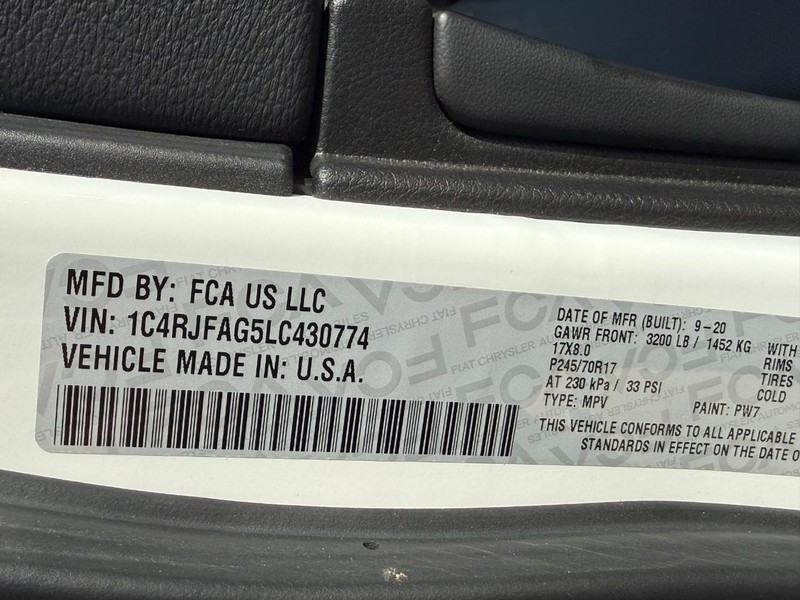 MFD BY: FCA US LLC
VIN: 1C4RJFAG5LC430774
VEHICLE MADE IN: U.S.A.
DATE OF MFR (BUILT): 9-20
GAWR FRONT: 3200 LB / 1452 KG WITH
17X8.0 RIMS
P245/70R17 TIRES
AT 230 kPa / 33 PSI COLD
TYPE: MPV PAINT: PW7
THIS VEHICLE CONFORMS TO ALL APPLICABLE
STANDARDS IN EFFECT ON THE DATE O